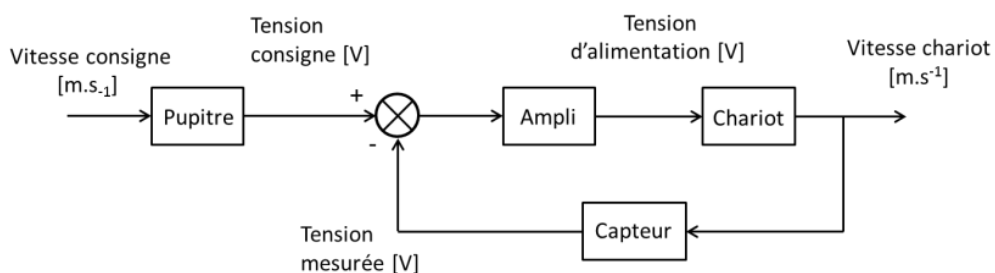 Vitesse consigne
[m.s-1]
Tension
consigne [V]
Tension
d'alimentation [V]
Vitesse chariot
[m.s-1]
+
-
Pupitre
Ampli
Chariot
Capteur
Tension
mesurée [V]